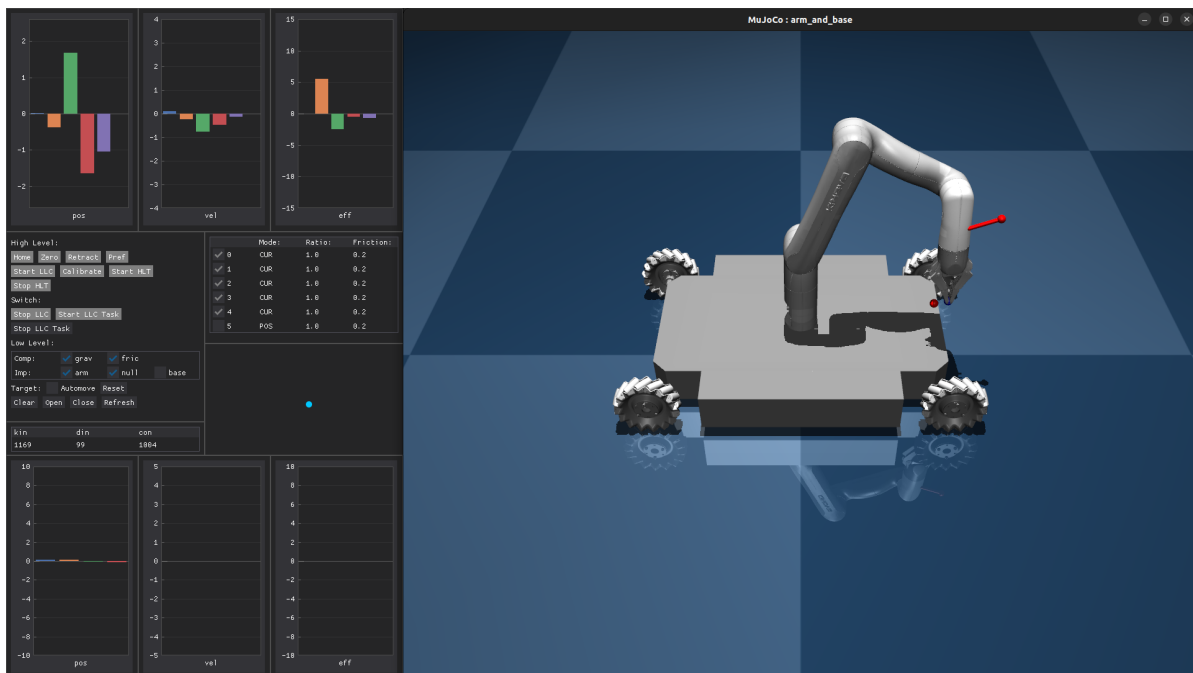 MuJoCo : arm_and_base
2
1
0
-1
-2
pos
4
3
2
1
0
-1
-2
-3
-4
vel
15
10
5
0
-5
-10
-15
eff
High Level:
Home Zero Retract Pref
Start LLC Calibrate Start HLT
Stop HLT
Switch:
Stop LLC Start LLC Task
Stop LLC Task
Low Level:
Comp: grav fric
Imp: arm null base
Target: Automove Reset
Clear Open Close Refresh
Mode: Ratio: Friction:
0 CUR 1.0 0.2
1 CUR 1.0 0.2
2 CUR 1.0 0.2
3 CUR 1.0 0.2
4 CUR 1.0 0.2
5 POS 1.0 0.2
kin din con
1169 99 1004
10
8
6
4
2
0
-2
-4
-6
-8
-10
pos
5
4
3
2
1
0
-1
-2
-3
-4
-5
vel
10
8
6
4
2
0
-2
-4
-6
-8
-10
eff